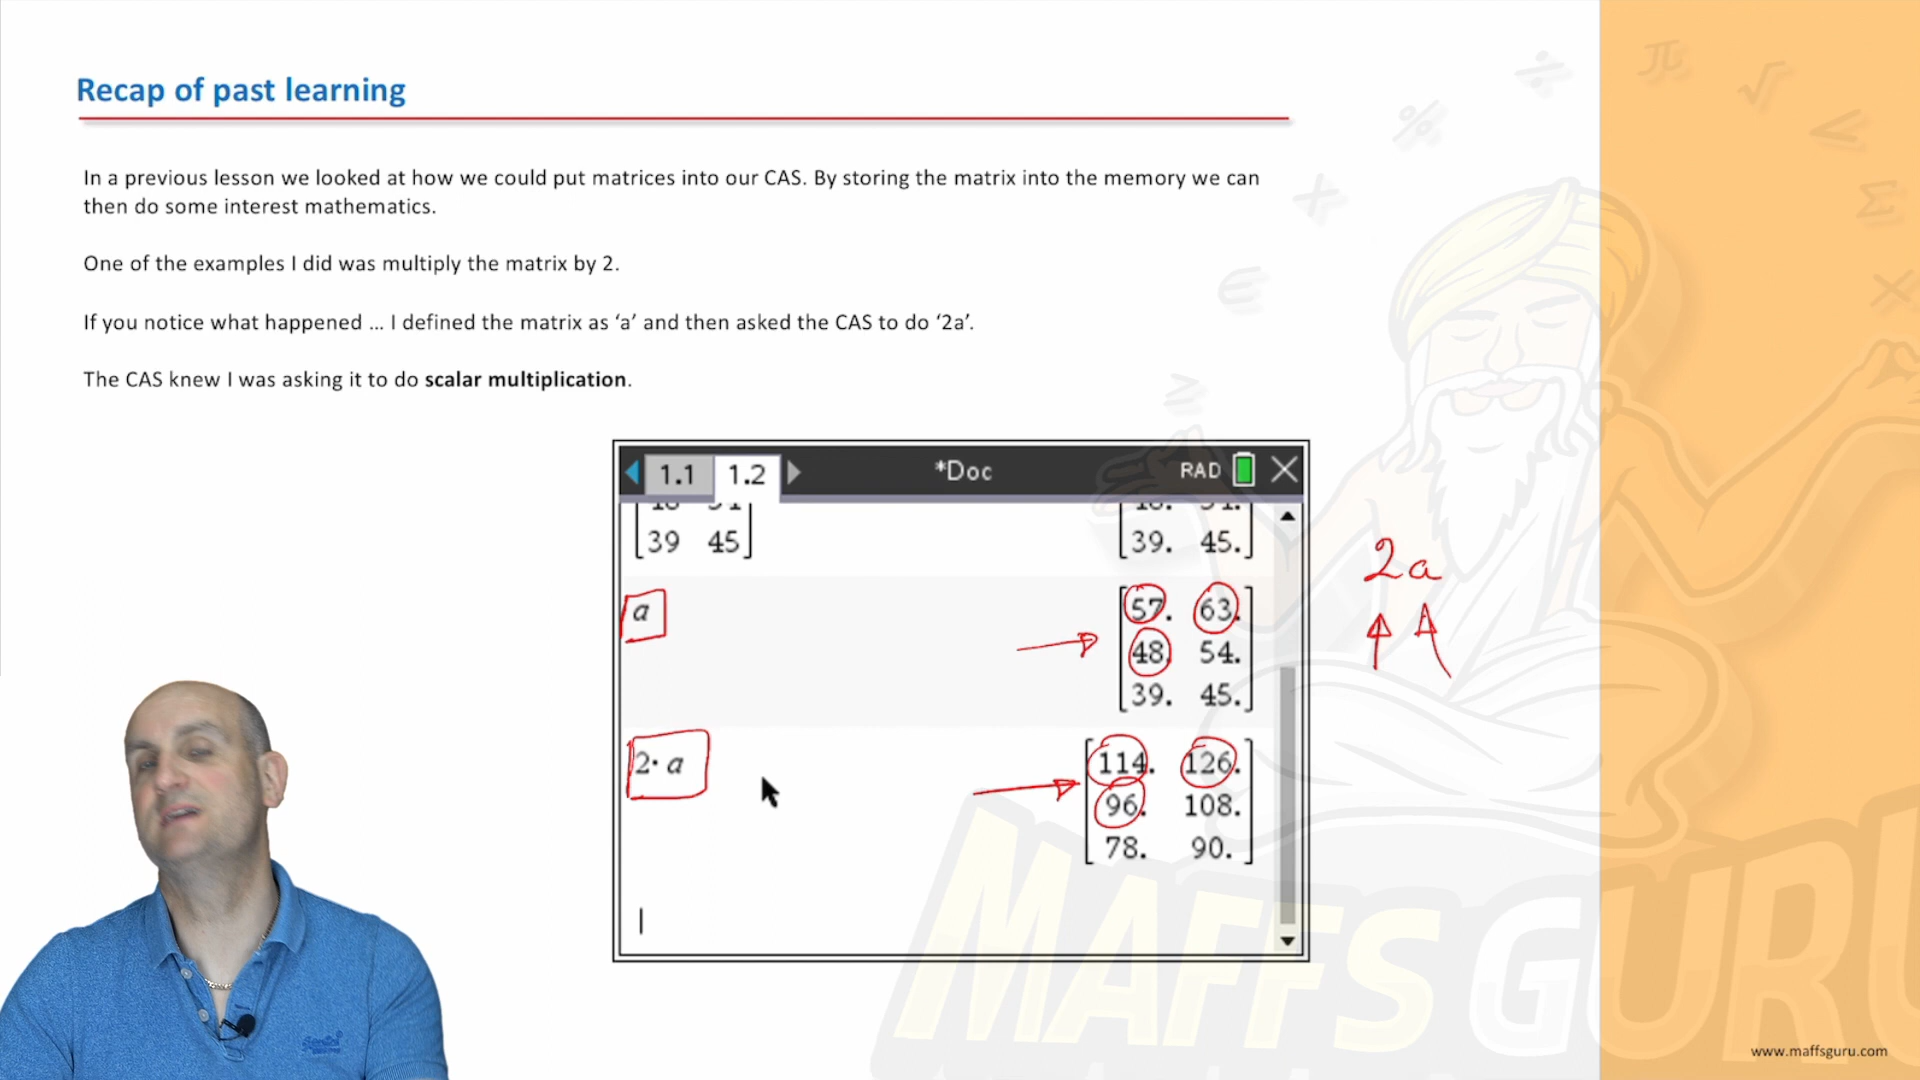 Recap of past learning
In a previous lesson we looked at how we could put matrices into our CAS. By storing the matrix into the memory we can
then do some interest mathematics.
One of the examples I did was multiply the matrix by 2.
If you notice what happened ... I defined the matrix as ‘a’ and then asked the CAS to do ‘2a’.
The CAS knew I was asking it to do scalar multiplication.
1.1 1.2 *Doc RAD
39 45 39. 45.
a 57. 63.
48. 54.
39. 45.
2· a 114. 126.
96. 108.
78. 90.
2a
MAFFS GURU
www.maffsguru.com